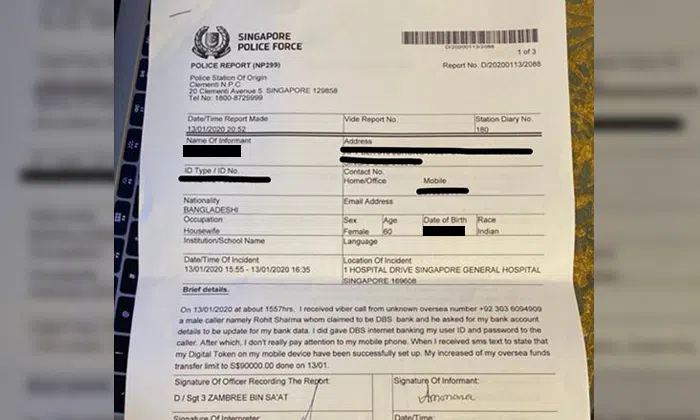 SINGAPORE
POLICE FORCE
D/20200113/2088
1 of 3
POLICE REPORT (NP299)
Report No. D/20200113/2088
Police Station Of Origin
Clementi N.P.C
20 Clementi Avenue 5 SINGAPORE 129858
Tel No: 1800-8729999
Date/Time Report Made
Vide Report No.
Station Diary No.
13/01/2020 20:52
180
Name Of Informant
Address
ID Type / ID No.
Contact No.
Home/Office
Mobile
Nationality
Email Address
BANGLADESHI
Occupation
Sex
Age
Date of Birth
Race
Housewife
Female
60
Indian
Institution/School Name
Language
Date/Time Of Incident
Location Of Incident
13/01/2020 15:55 - 13/01/2020 16:35
1 HOSPITAL DRIVE SINGAPORE GENERAL HOSPITAL
SINGAPORE 169608
Brief details.
On 13/01/2020 at about 1557hrs, I received viber call from unknown oversea number +92 303 6094909
a male caller namely Rohit Sharma whom claimed to be DBS bank and he asked for my bank account
details to be update for my bank data. I did gave DBS internet banking my user ID and password to the
caller. After which, I don't really pay attention to my mobile phone. When I received sms text to state that
my Digital Token on my mobile device have been successfully set up. My increased of my oversea funds
transfer limit to S$90000.00 done on 13/01.
Signature Of Officer Recording The Report:
Signature Of Informant:
D / Sgt 3 ZAMBREE BIN SA'AT
Signature Of Interpreter
Date/Time: